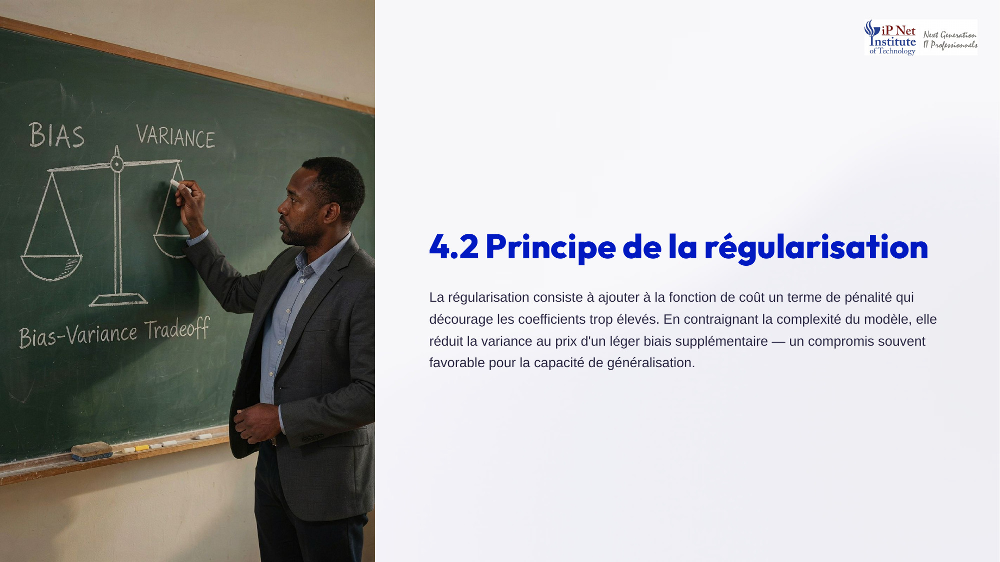 BIAS
VARIANCE
Bias-Variance Tradeoff
iP Net
Institute
of Technology
Next Generation
IT Professionnels
4.2 Principe de la régularisation
La régularisation consiste à ajouter à la fonction de coût un terme de pénalité qui
décourage les coefficients trop élevés. En contraignant la complexité du modèle, elle
réduit la variance au prix d'un léger biais supplémentaire — un compromis souvent
favorable pour la capacité de généralisation.